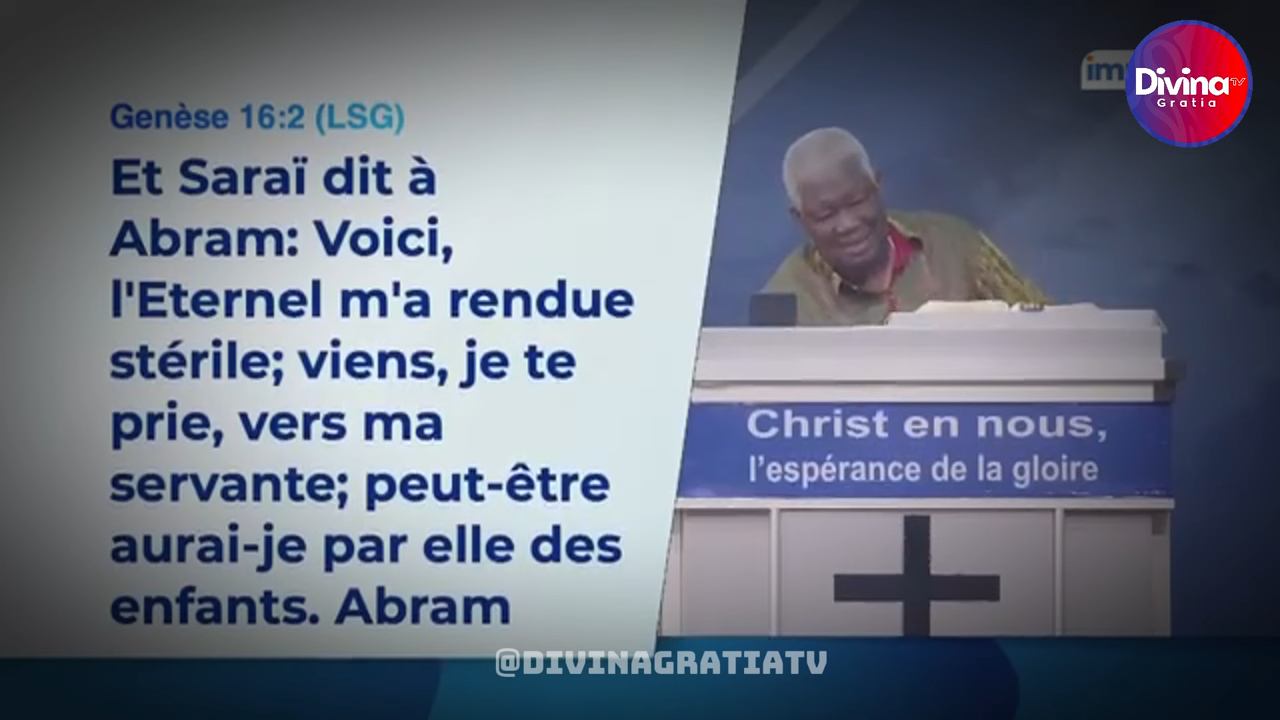 Genèse 16:2 (LSG)
Et Saraï dit à
Abram: Voici,
l'Eternel m'a rendue
stérile; viens, je te
prie, vers ma
servante; peut-être
aurai-je par elle des
enfants. Abram
Divina TV
Gratia
Christ en nous,
l'espérance de la gloire
@DIVINAGRATIATV